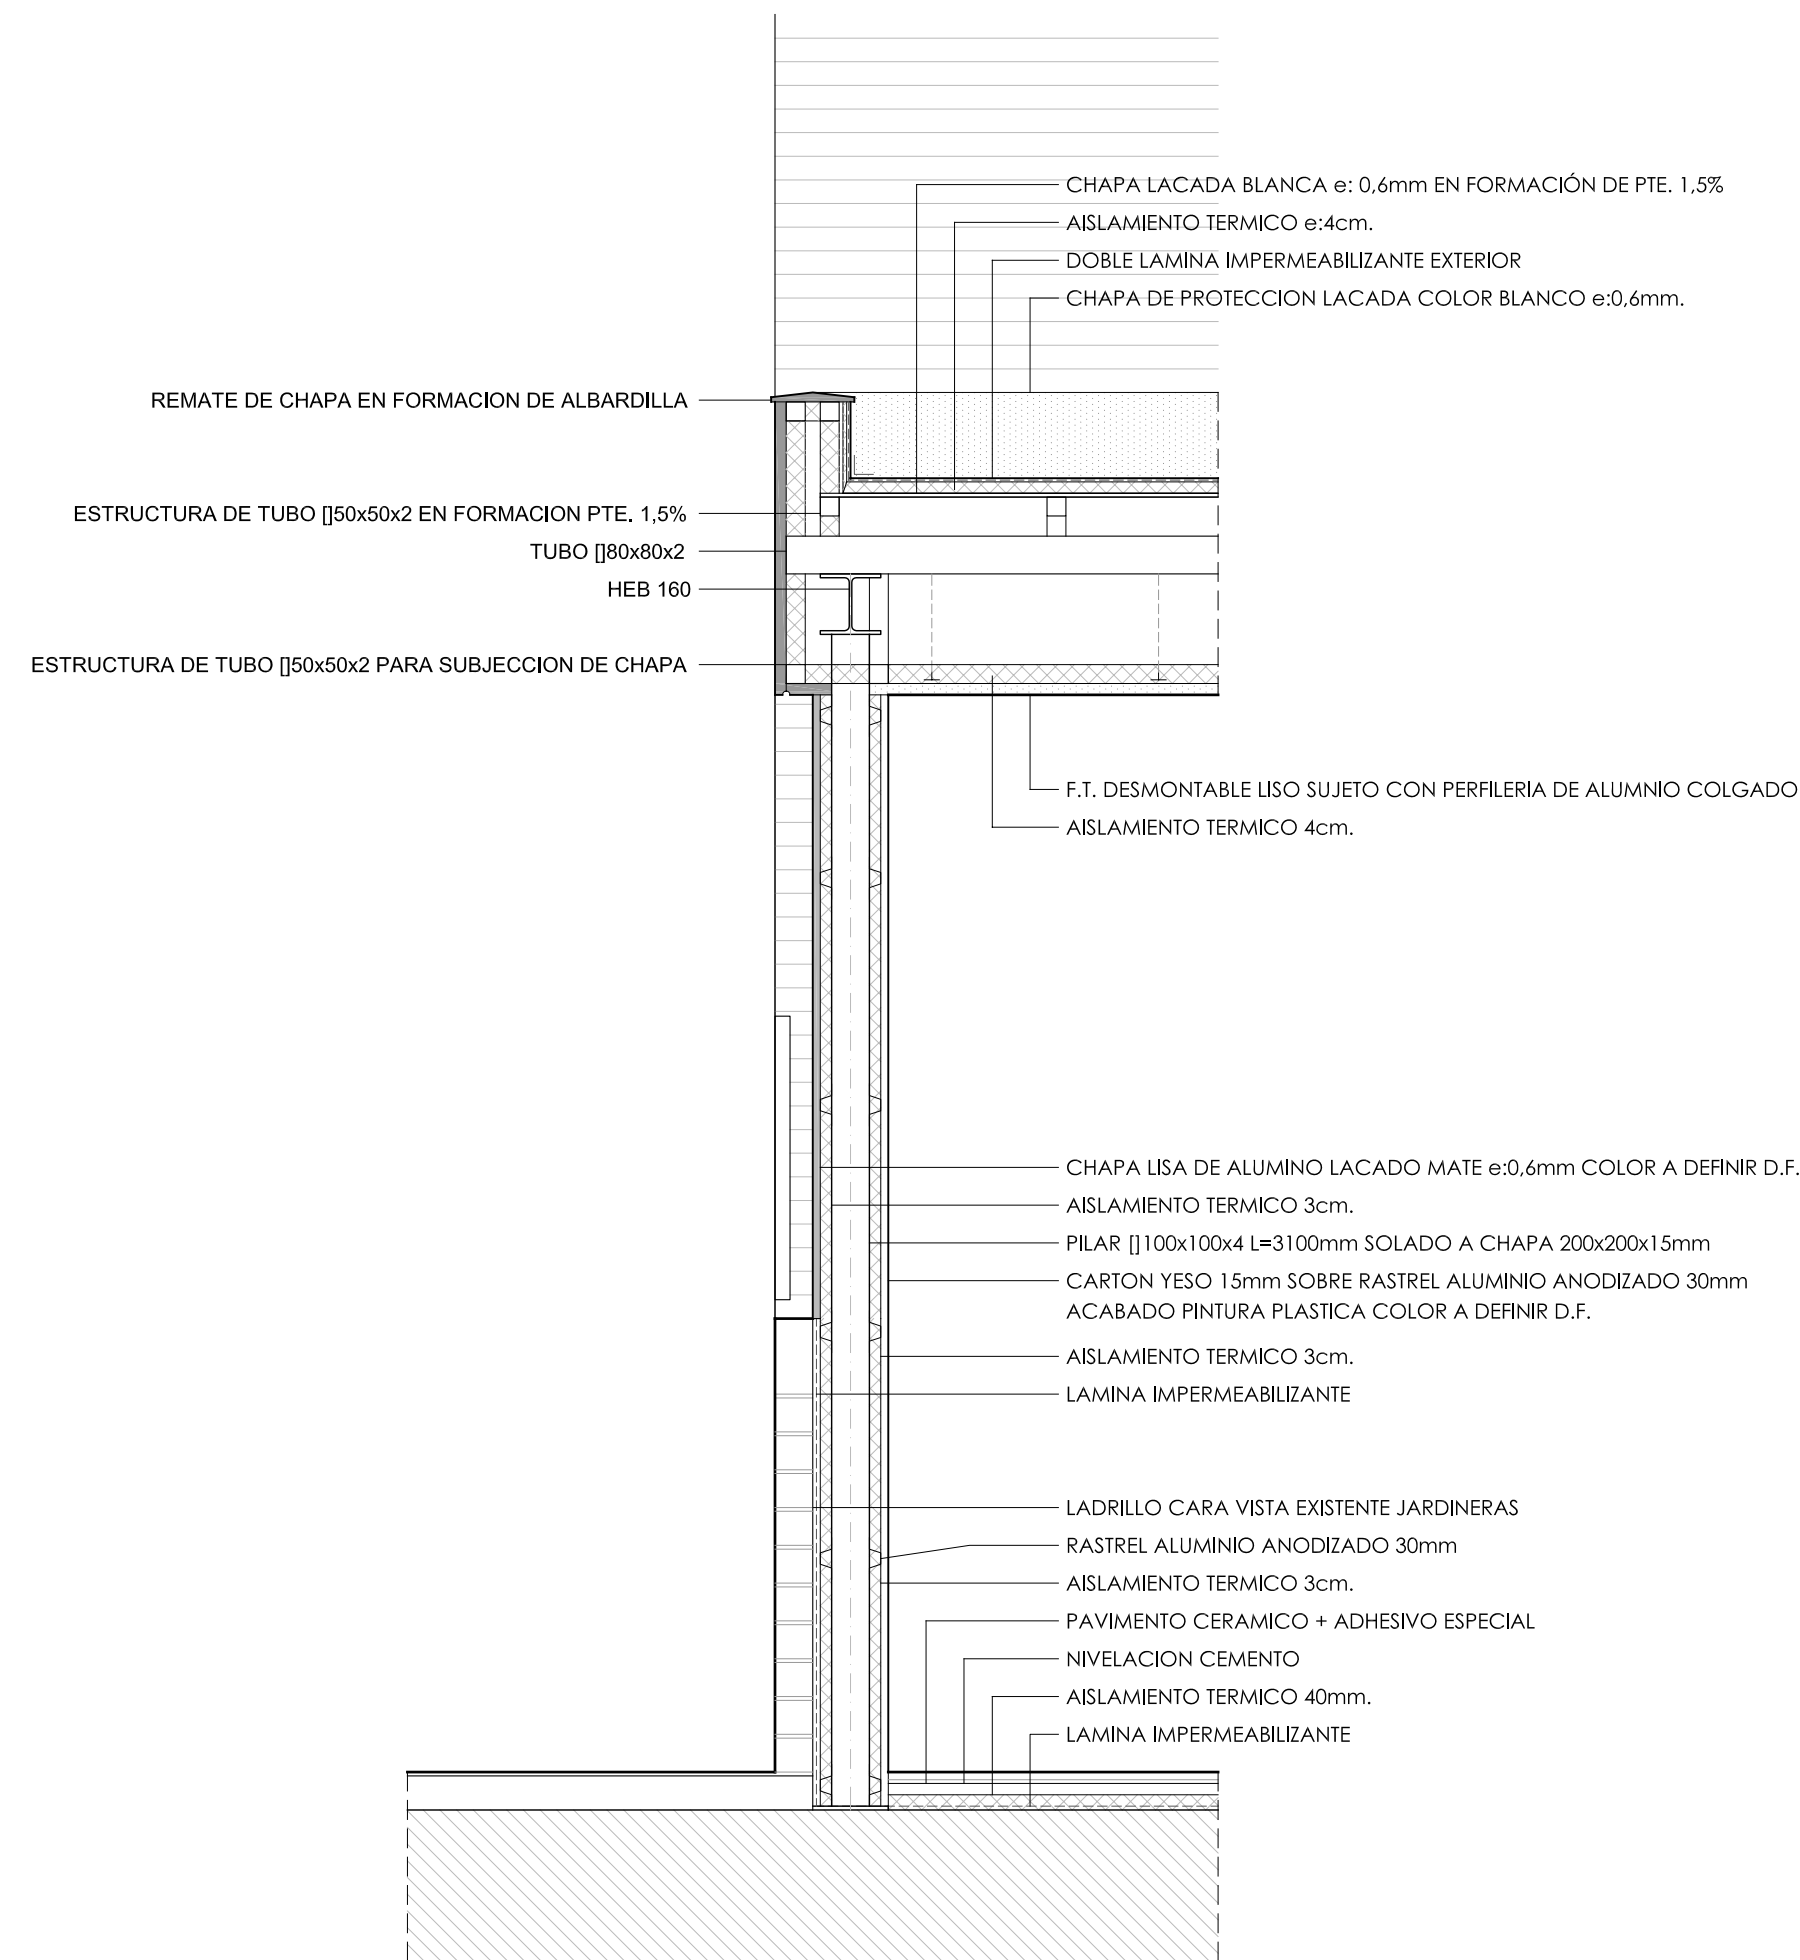 CHAPA LACADA BLANCA e: 0,6mm EN FORMACIÓN DE PTE. 1,5%
AISLAMIENTO TERMICO e:4cm.
DOBLE LAMINA IMPERMEABILIZANTE EXTERIOR
CHAPA DE PROTECCION LACADA COLOR BLANCO e:0,6mm.
REMATE DE CHAPA EN FORMACION DE ALBARDILLA
ESTRUCTURA DE TUBO []50x50x2 EN FORMACION PTE. 1,5%
TUBO []80x80x2
HEB 160
ESTRUCTURA DE TUBO []50x50x2 PARA SUBJECCION DE CHAPA
F.T. DESMONTABLE LISO SUJETO CON PERFILERIA DE ALUMNIO COLGADO
AISLAMIENTO TERMICO 4cm.
CHAPA LISA DE ALUMINO LACADO MATE e:0,6mm COLOR A DEFINIR D.F.
AISLAMIENTO TERMICO 3cm.
PILAR []100x100x4 L=3100mm SOLADO A CHAPA 200x200x15mm
CARTON YESO 15mm SOBRE RASTREL ALUMINIO ANODIZADO 30mm
ACABADO PINTURA PLASTICA COLOR A DEFINIR D.F.
AISLAMIENTO TERMICO 3cm.
LAMINA IMPERMEABILIZANTE
LADRILLO CARA VISTA EXISTENTE JARDINERAS
RASTREL ALUMINIO ANODIZADO 30mm
AISLAMIENTO TERMICO 3cm.
PAVIMENTO CERAMICO + ADHESIVO ESPECIAL
NIVELACION CEMENTO
AISLAMIENTO TERMICO 40mm.
LAMINA IMPERMEABILIZANTE